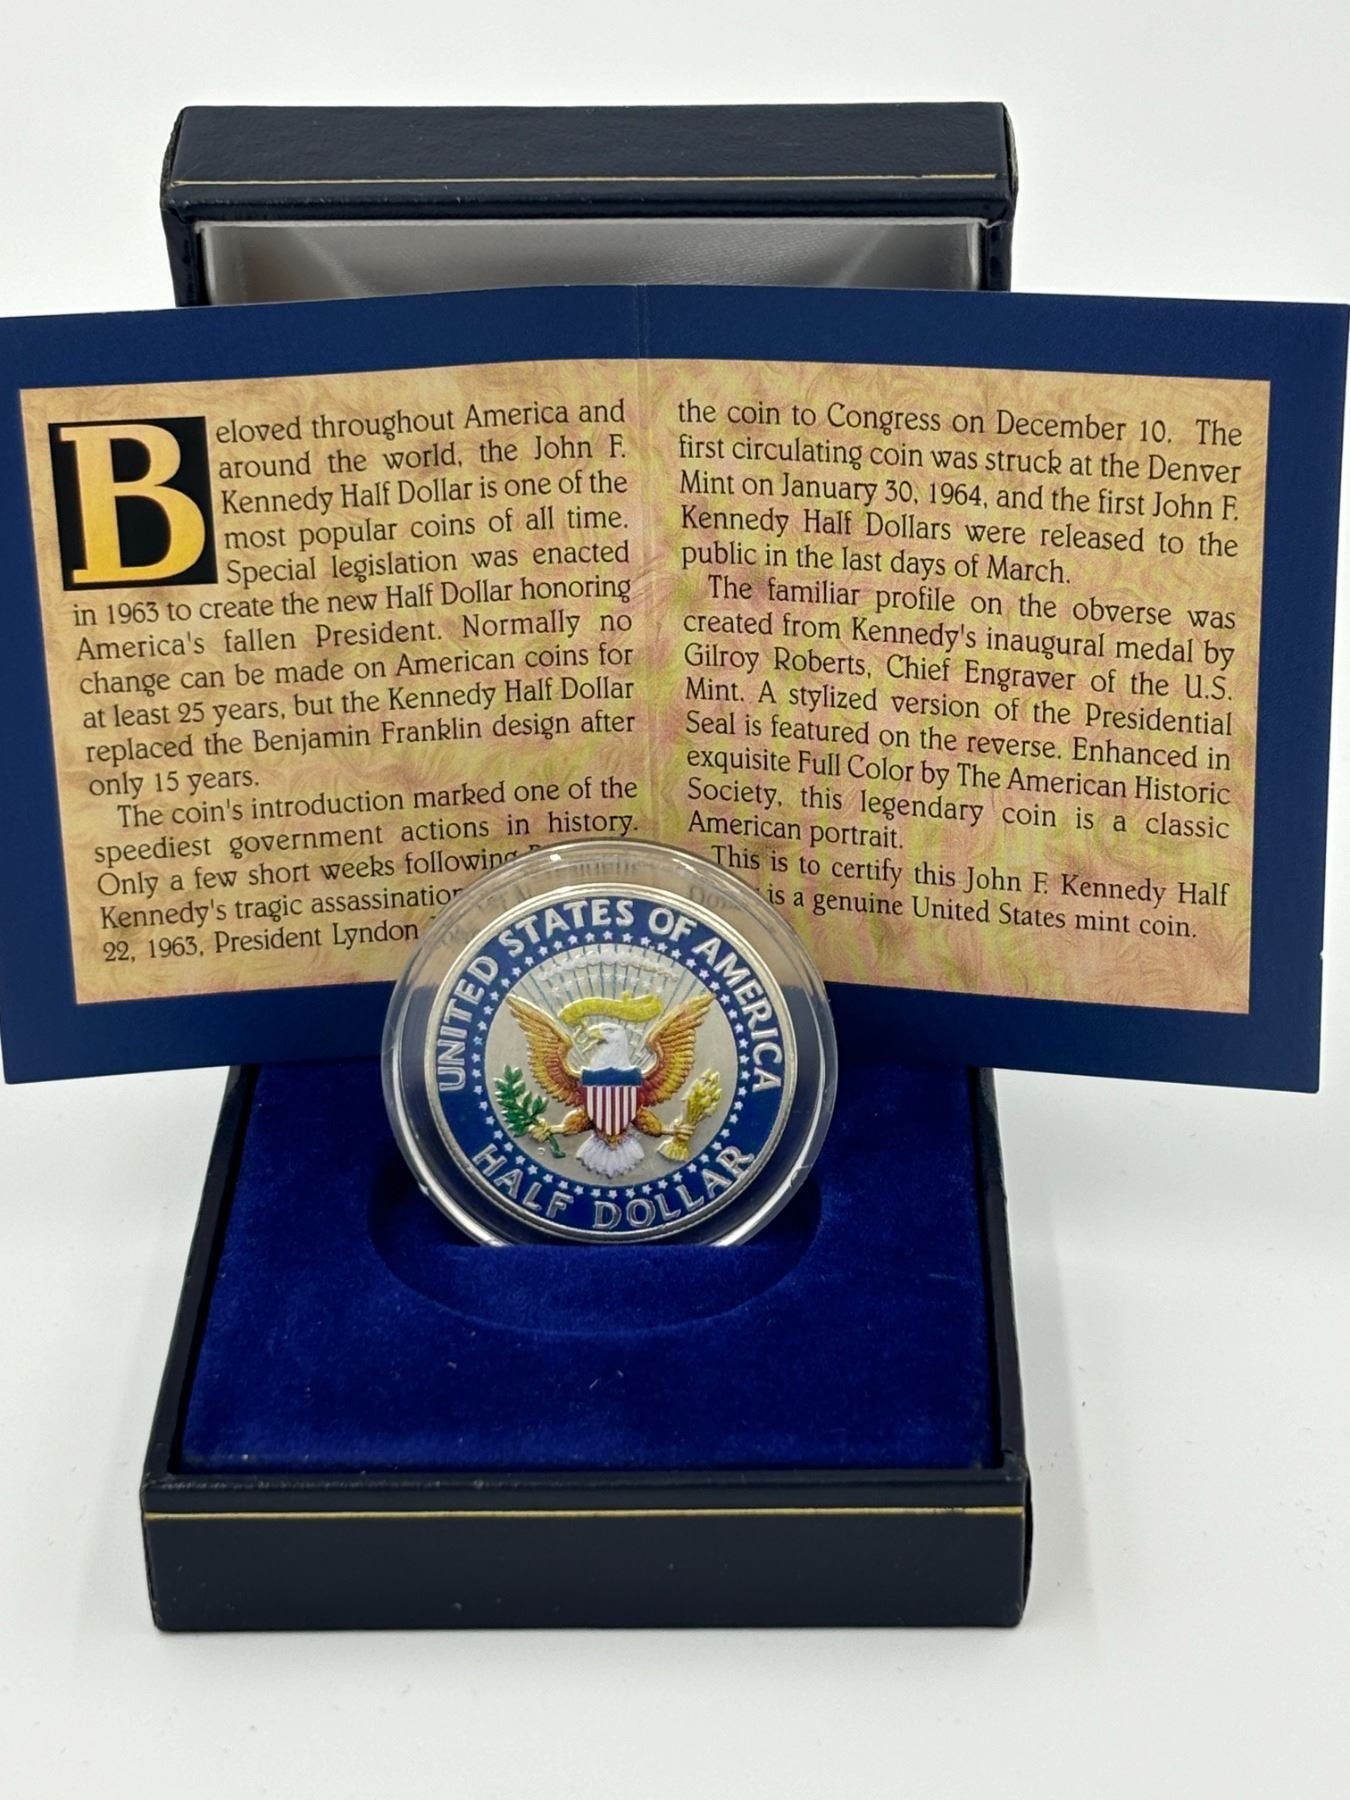 Beloved throughout America and
around the world, the John F.
Kennedy Half Dollar is one of the
most popular coins of all time.
Special legislation was enacted
in 1963 to create the new Half Dollar honoring
America's fallen President. Normally no
change can be made on American coins for
at least 25 years, but the Kennedy Half Dollar
replaced the Benjamin Franklin design after
only 15 years.
The coin's introduction marked one of the
speediest government actions in history.
Only a few short weeks following
Kennedy's tragic assassination
22, 1963, President Lyndon
the coin to Congress on December 10. The
first circulating coin was struck at the Denver
Mint on January 30, 1964, and the first John F.
Kennedy Half Dollars were released to the
public in the last days of March.
The familiar profile on the obverse was
created from Kennedy's inaugural medal by
Gilroy Roberts, Chief Engraver of the U.S.
Mint. A stylized version of the Presidential
Seal is featured on the reverse. Enhanced in
exquisite Full Color by The American Historic
Society, this legendary coin is a classic
American portrait.
This is to certify this John F. Kennedy Half
is a genuine United States mint coin.
UNITED STATES OF AMERICA
HALF DOLLAR